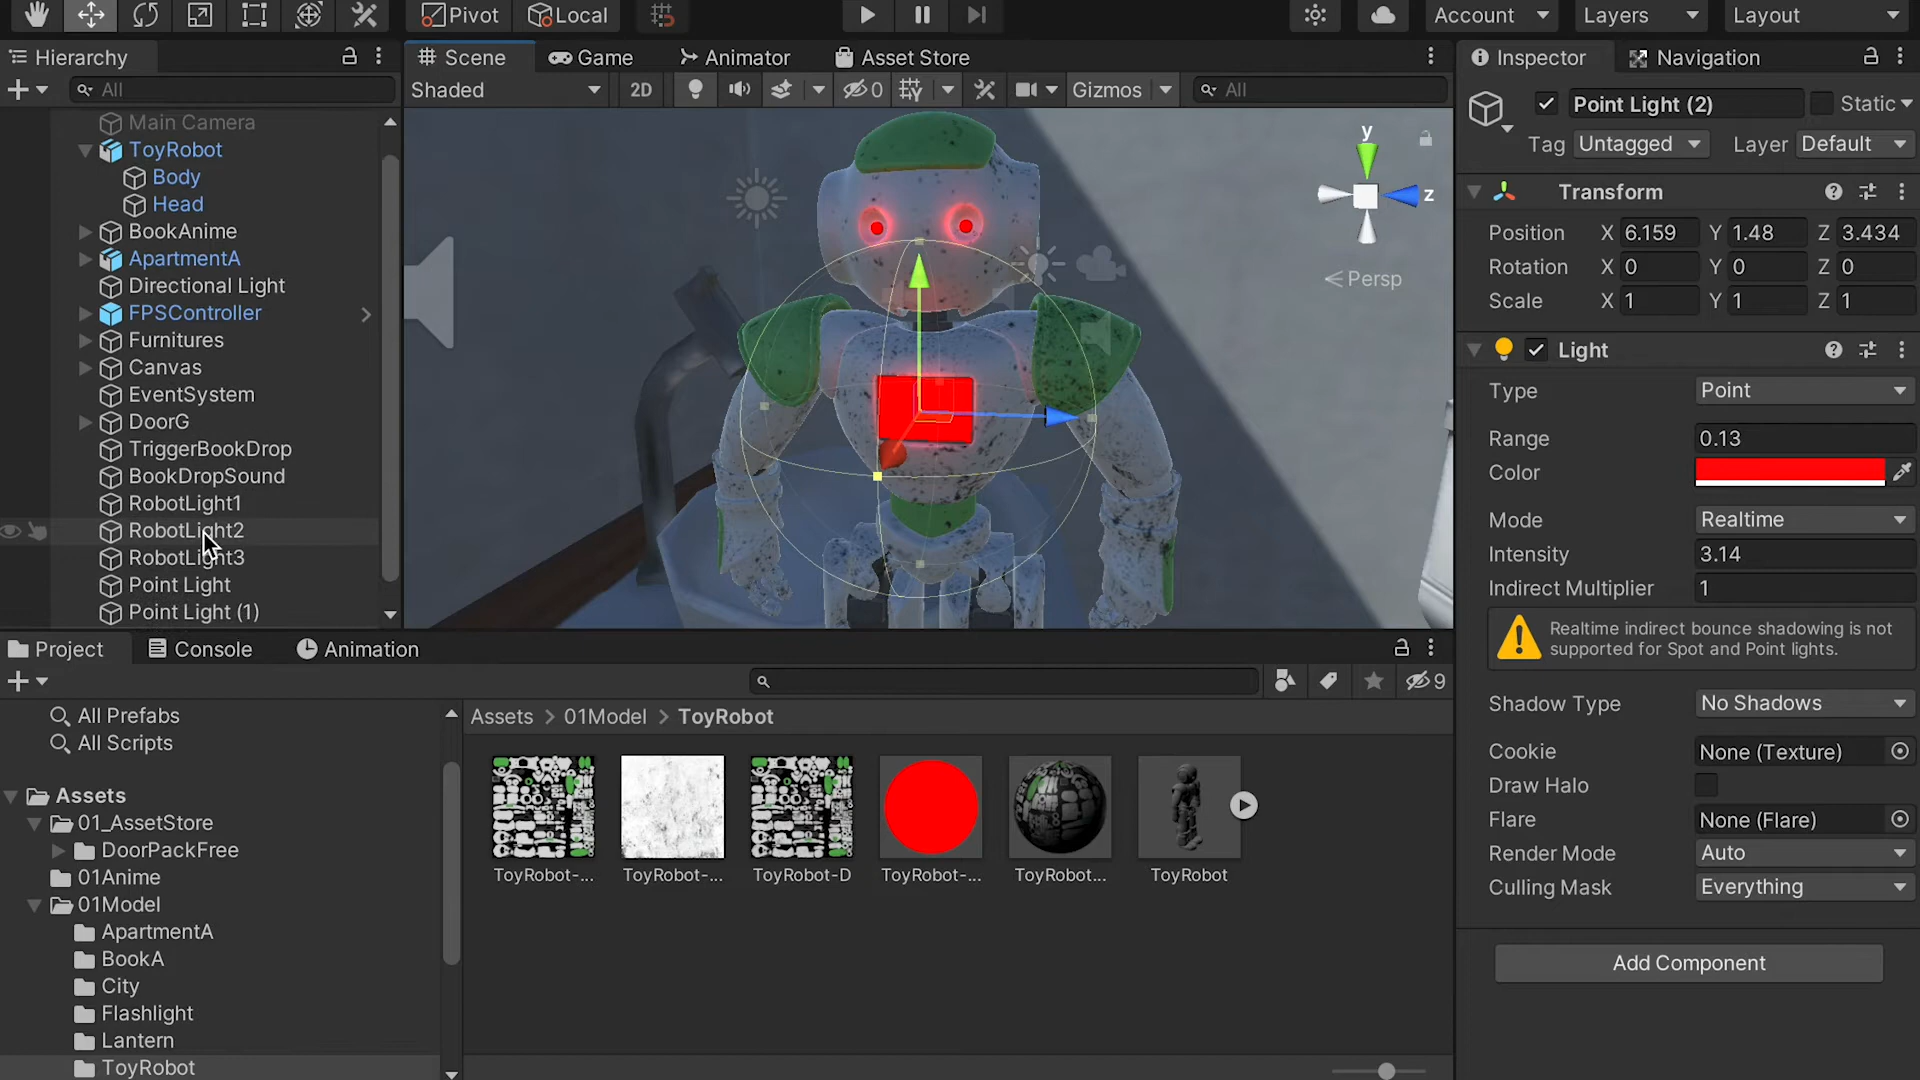 Pivot Local Account Layers Layout
Hierarchy Scene Game Animator Asset Store Inspector Navigation
All Shaded 2D 0 Gizmos All
Point Light (2) Static
Tag Untagged Layer Default
Main Camera
ToyRobot
Body
Head
BookAnime
ApartmentA
Directional Light
FPSController
Furnitures
Canvas
EventSystem
DoorG
TriggerBookDrop
BookDropSound
RobotLight1
RobotLight2
RobotLight3
Point Light
Point Light (1)
y
z
Persp
Transform
Position X 6.159 Y 1.48 Z 3.434
Rotation X 0 Y 0 Z 0
Scale X 1 Y 1 Z 1
Light
Type Point
Range 0.13
Color
Mode Realtime
Intensity 3.14
Indirect Multiplier 1
Realtime indirect bounce shadowing is not
supported for Spot and Point lights.
Shadow Type No Shadows
Cookie None (Texture)
Draw Halo
Flare None (Flare)
Render Mode Auto
Culling Mask Everything
Add Component
Project Console Animation
9
All Prefabs
All Scripts
Assets
01_AssetStore
DoorPackFree
01Anime
01Model
ApartmentA
BookA
City
Flashlight
Lantern
ToyRobot
Assets > 01Model > ToyRobot
ToyRobot-... ToyRobot-... ToyRobot-D ToyRobot-... ToyRobot... ToyRobot